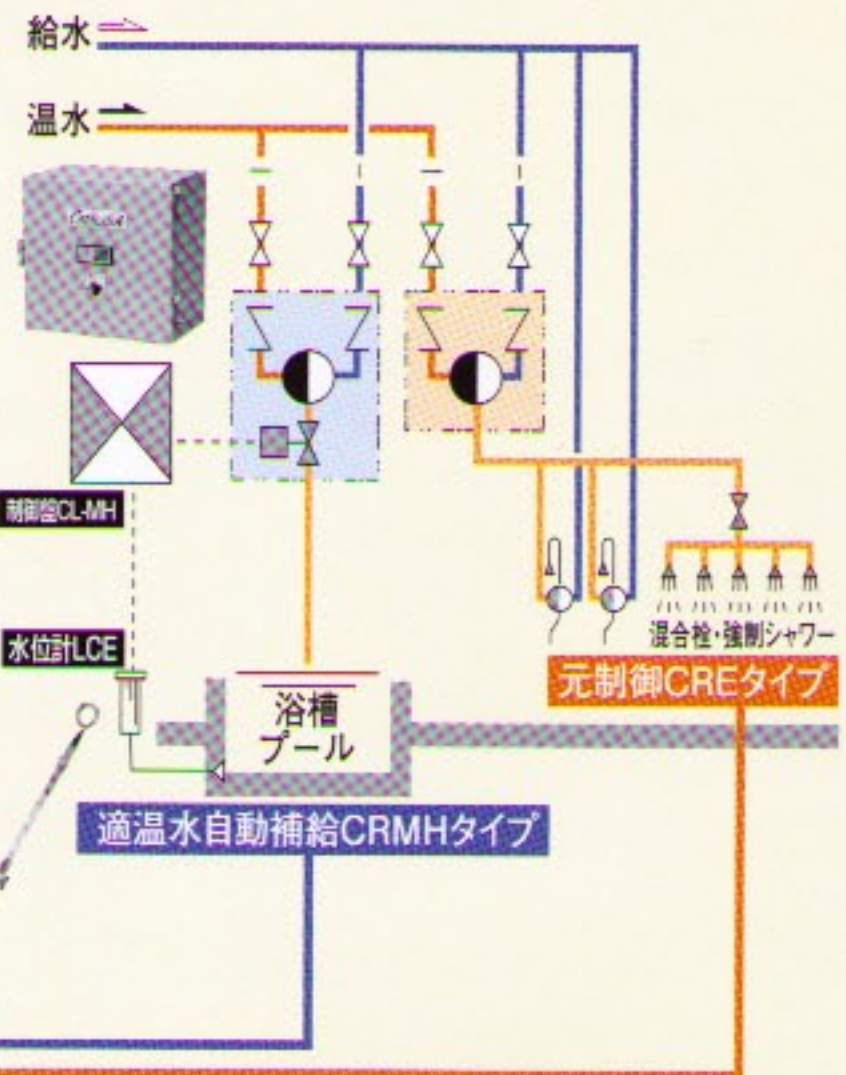 給水
温水
制御盤CL-MH
水位計LCE
混合栓・強制シャワー
元制御CREタイプ
浴槽
プール
適温水自動補給CRMHタイプ